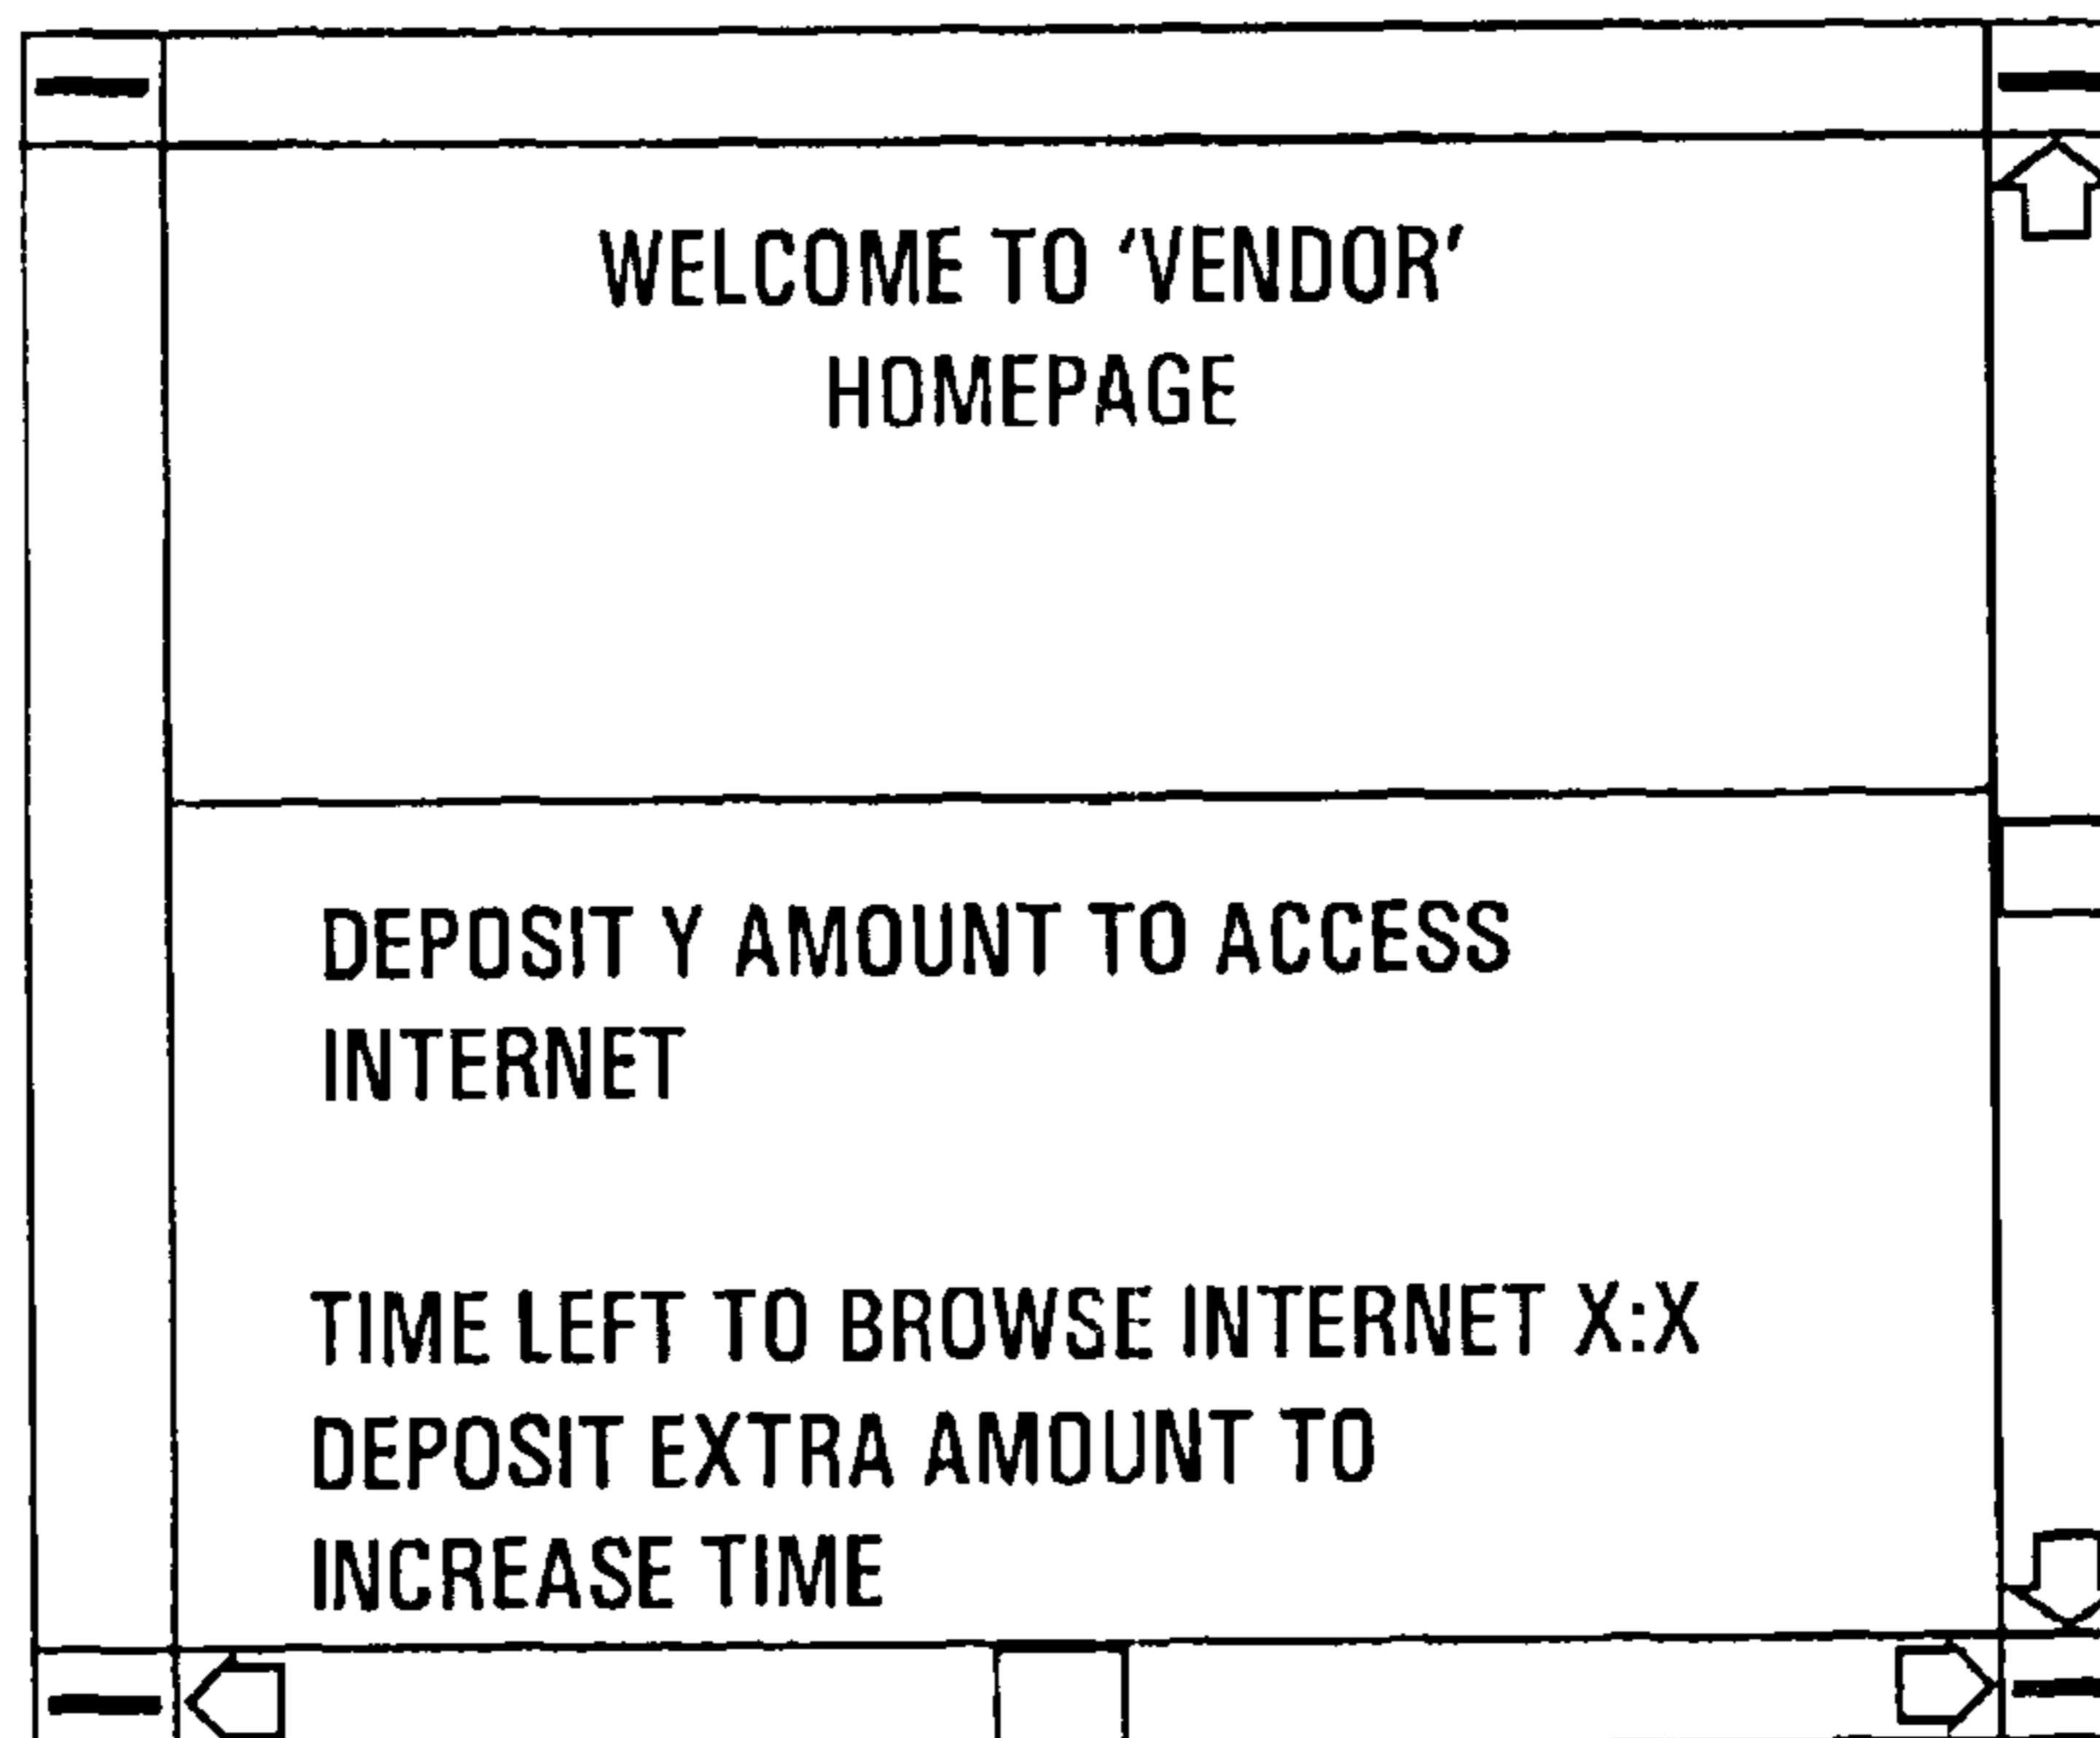 WELCOME TO 'VENDOR'
HOMEPAGE
DEPOSIT Y AMOUNT TO ACCESS
INTERNET
TIME LEFT TO BROWSE INTERNET X:X
DEPOSIT EXTRA AMOUNT TO
INCREASE TIME